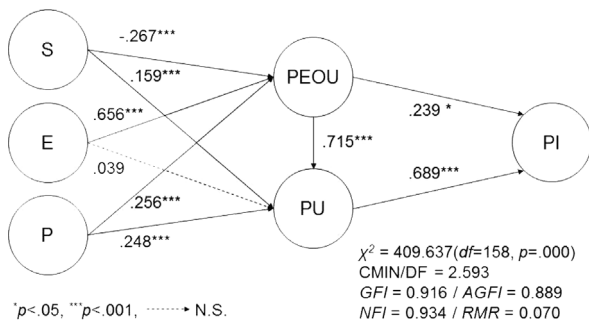 S
-.267***
PEOU
.159***
.239 *
E
.656***
.715***
PI
.039
.689***
PU
P
.256***
.248***
χ² = 409.637(df=158, p=.000)
CMIN/DF = 2.593
GFI = 0.916 / AGFI = 0.889
NFI = 0.934 / RMR = 0.070
*p<.05, ***p<.001, N.S.